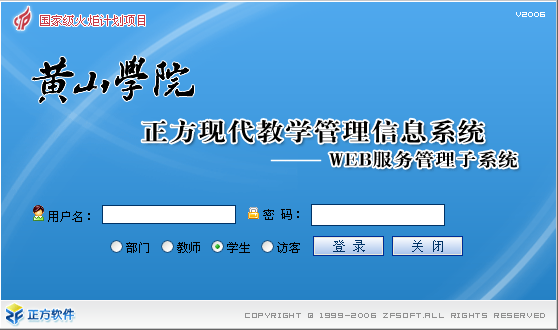 国家级火炬计划项目
V2006
黄山學院
正方现代教学管理信息系统
—— WEB服务管理子系统
用户名： 密 码：
部门 教师 学生 访客 登 录 关 闭
正方软件 COPYRIGHT @ 1999-2006 ZFSOFT.ALL RIGHTS RESERVED